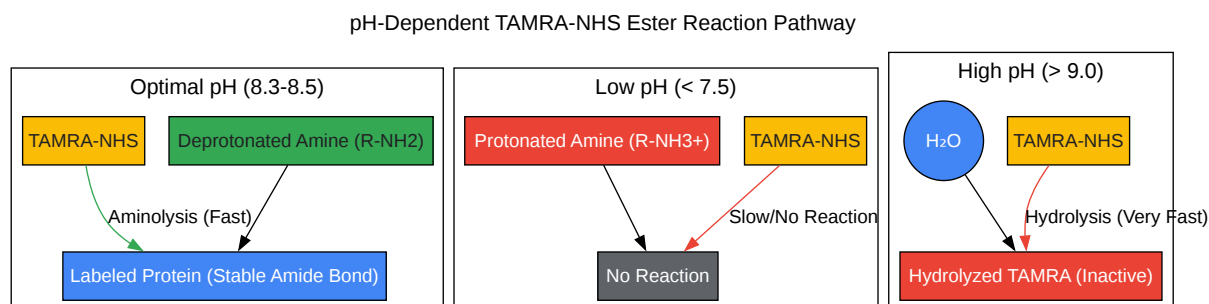 pH-Dependent TAMRA-NHS Ester Reaction Pathway
Optimal pH (8.3-8.5)
TAMRA-NHS
Deprotonated Amine (R-NH2)
Aminolysis (Fast)
Labeled Protein (Stable Amide Bond)
Low pH (< 7.5)
Protonated Amine (R-NH3+)
TAMRA-NHS
Slow/No Reaction
No Reaction
High pH (> 9.0)
H₂O
TAMRA-NHS
Hydrolysis (Very Fast)
Hydrolyzed TAMRA (Inactive)